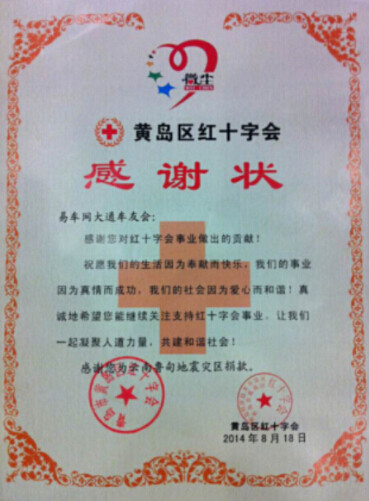 微尘
黄岛区红十字会
感谢状
易车网大通车友会:
感谢您对红十字会事业做出的贡献!
祝愿我们的生活因为奉献而快乐,我们的事业
因为真情而成功,我们的社会因为爱心而和谐!真
诚地希望您能继续关注支持红十字会事业,让我们
一起凝聚人道力量,共建和谐社会!
感谢您为云南鲁甸地震灾区捐款。
黄岛区红十字会
2014年8月18日